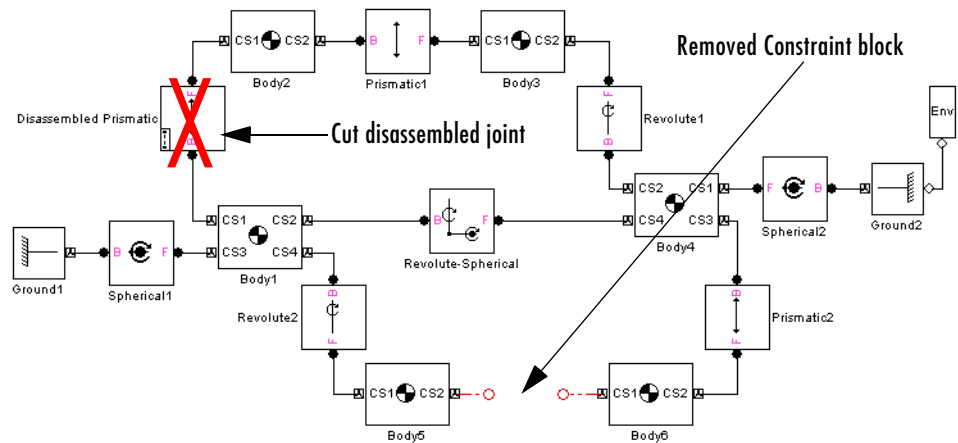 Removed Constraint block
CS1 CS2
Body2
B F
Prismatic1
CS1 CS2
Body3
Disassembled Prismatic
F
B
Cut disassembled joint
F
B
Revolute1
Env
CS1 CS2
CS3 CS4
Body1
B F
Revolute-Spherical
CS2 CS1
CS4 CS3
Body4
F B
Spherical2
Ground2
Ground1
B F
Spherical1
Revolute2
B
F
B
F
Prismatic2
CS1 CS2
Body5
CS1 CS2
Body6